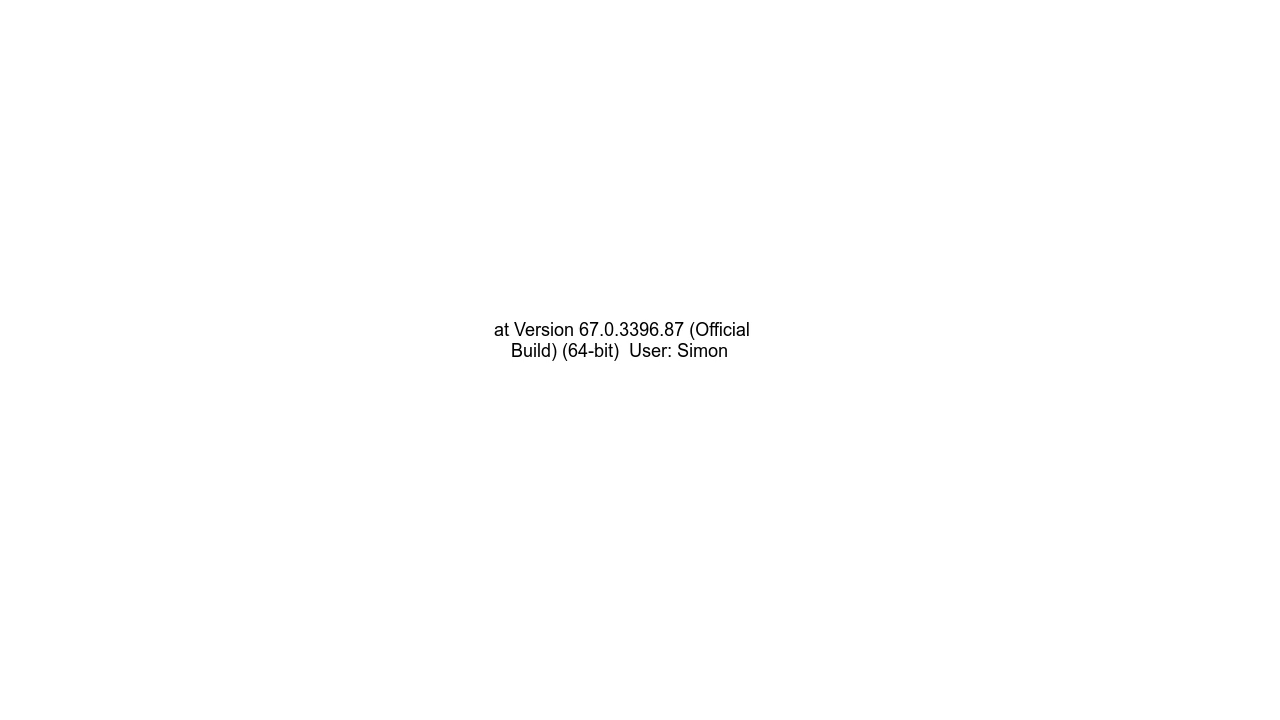 at Version 67.0.3396.87 (Official
Build) (64-bit)  User: Simon